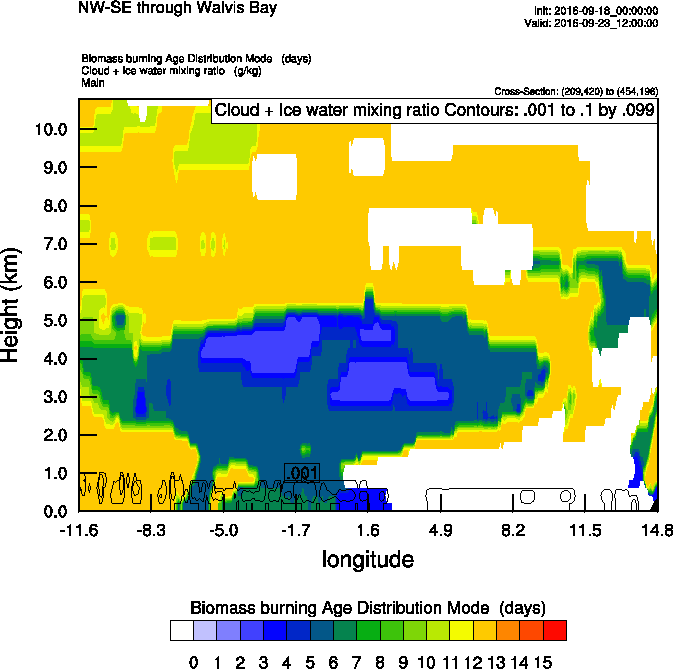 NW-SE through Walvis Bay
Init: 2016-09-18_00:00:00
Valid: 2016-09-23_12:00:00
Biomass burning Age Distribution Mode (days)
Cloud + Ice water mixing ratio (g/kg)
Main
Cross-Section: (209,420) to (454,196)
Cloud + Ice water mixing ratio Contours: .001 to .1 by .099
10.0
9.0
8.0
7.0
6.0
5.0
4.0
3.0
2.0
1.0
0.0
Height (km)
.001
-11.6 -8.3 -5.0 -1.7 1.6 4.9 8.2 11.5 14.8
longitude
Biomass burning Age Distribution Mode (days)
0 1 2 3 4 5 6 7 8 9 10 11 12 13 14 15